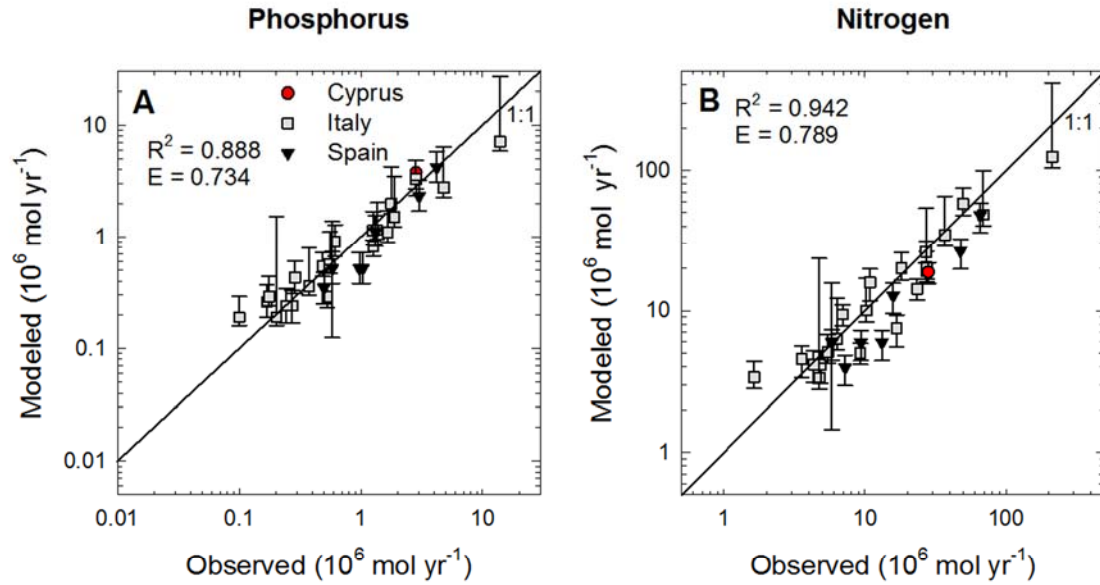 Phosphorus
Nitrogen
A
Cyprus
Italy
Spain
R² = 0.888
E = 0.734
1:1
10
1
0.1
0.01
Modeled (10⁶ mol yr⁻¹)
0.01 0.1 1 10
Observed (10⁶ mol yr⁻¹)
B
R² = 0.942
E = 0.789
1:1
100
10
1
Modeled (10⁶ mol yr⁻¹)
1 10 100
Observed (10⁶ mol yr⁻¹)